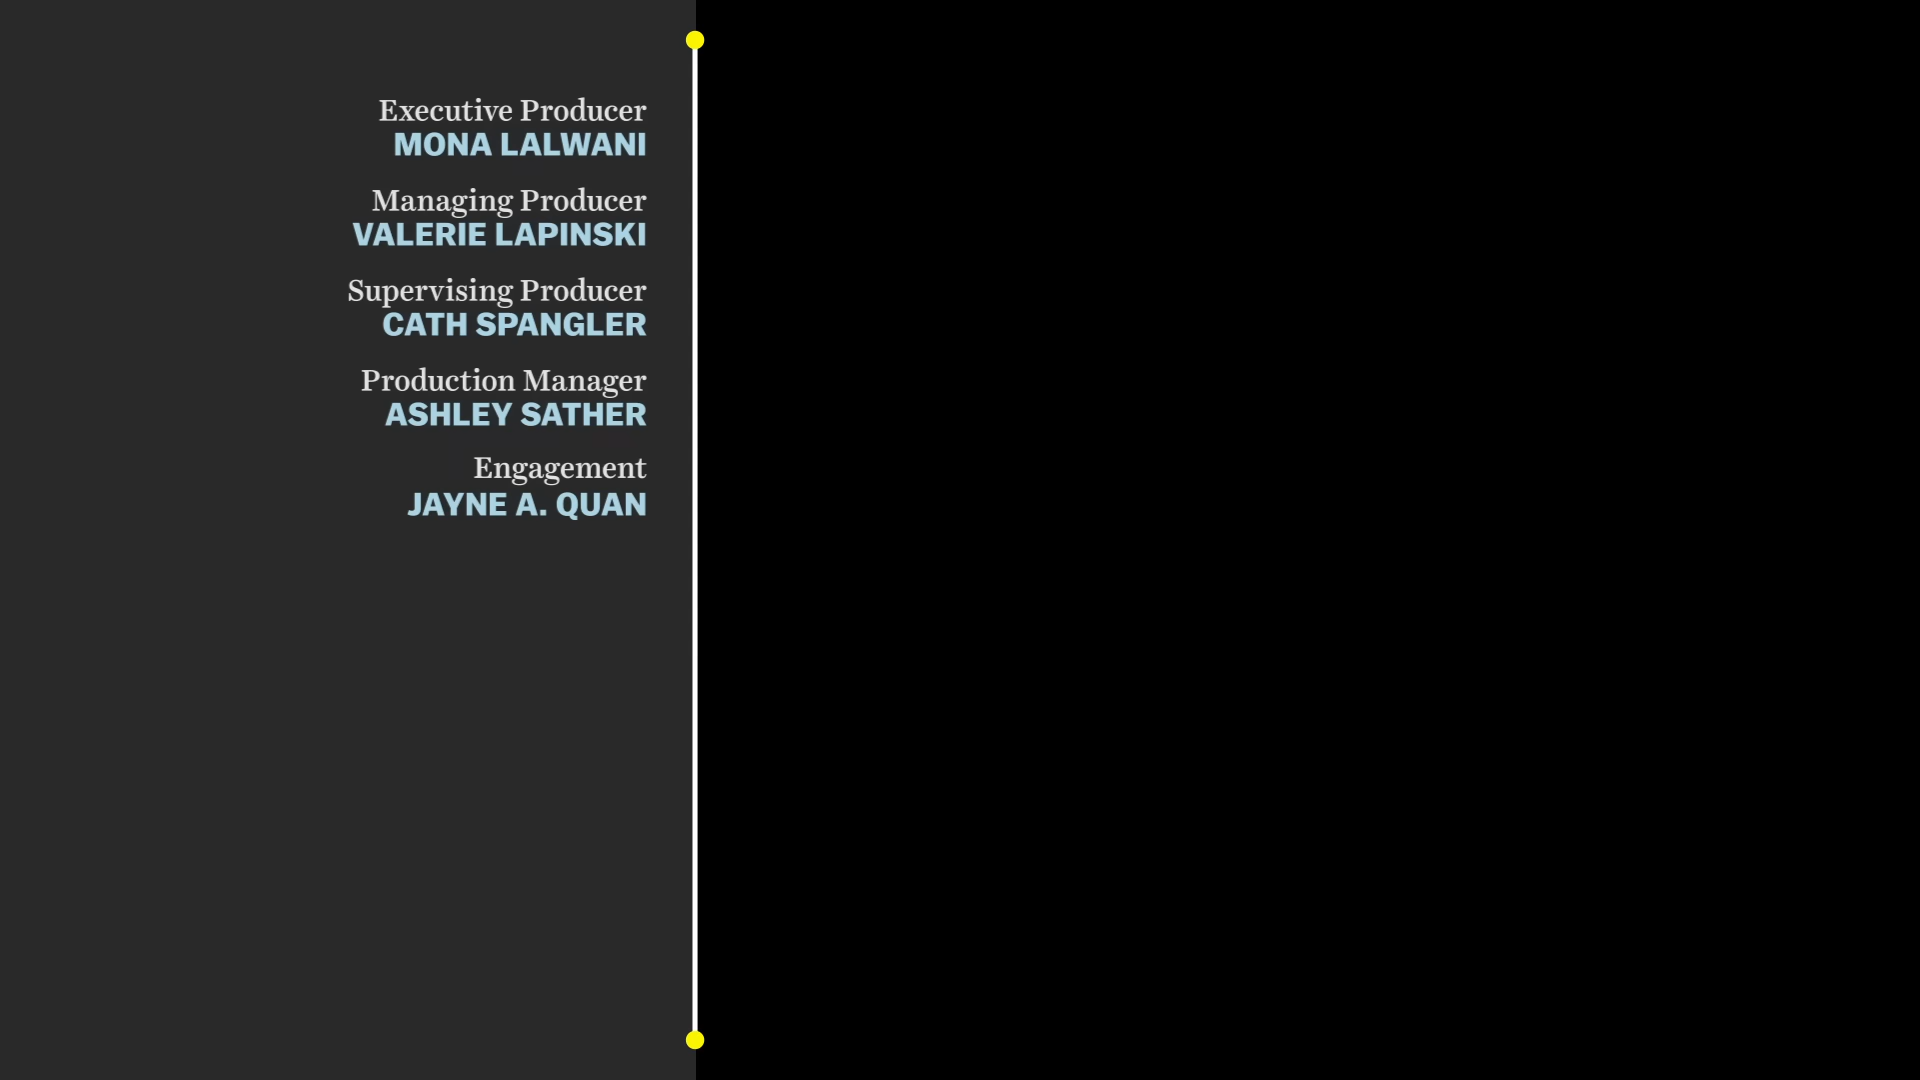 Executive Producer
MONA LALWANI
Managing Producer
VALERIE LAPINSKI
Supervising Producer
CATH SPANGLER
Production Manager
ASHLEY SATHER
Engagement
JAYNE A. QUAN